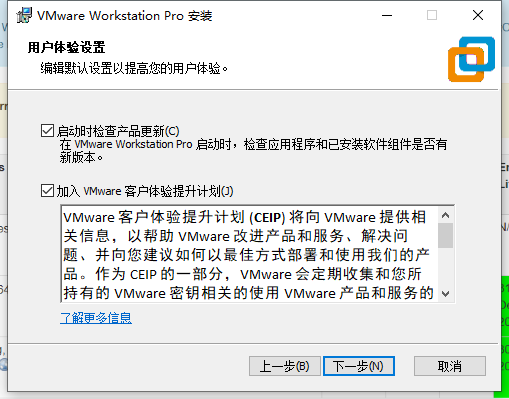 VMware Workstation Pro 安装
用户体验设置
编辑默认设置以提高您的用户体验。
启动时检查产品更新(C)
在 VMware Workstation Pro 启动时，检查应用程序和已安装软件组件是否有
新版本。
加入 VMware 客户体验提升计划(J)
VMware 客户体验提升计划 (CEIP) 将向 VMware 提供相
关信息，以帮助 VMware 改进产品和服务、解决问
题、并向您建议如何以最佳方式部署和使用我们的产
品。作为 CEIP 的一部分，VMware 会定期收集和您所
持有的 VMware 密钥相关的使用 VMware 产品和服务的
了解更多信息
上一步(B)
下一步(N)
取消